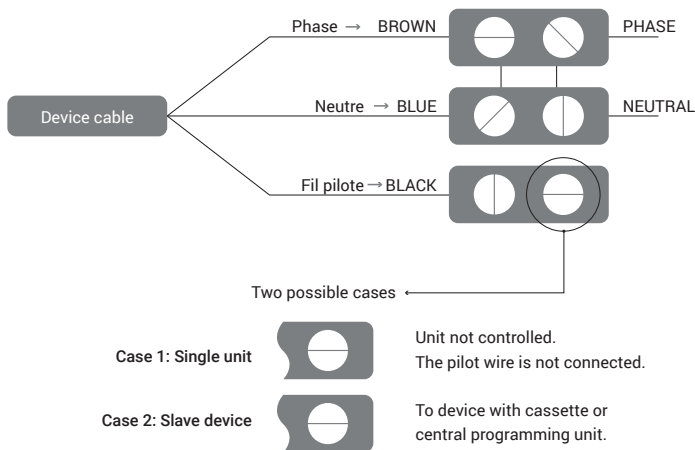 Phase → BROWN PHASE
Device cable
Neutre → BLUE NEUTRAL
Fil pilote → BLACK
Two possible cases
Case 1: Single unit
Unit not controlled.
The pilot wire is not connected.
Case 2: Slave device
To device with cassette or
central programming unit.